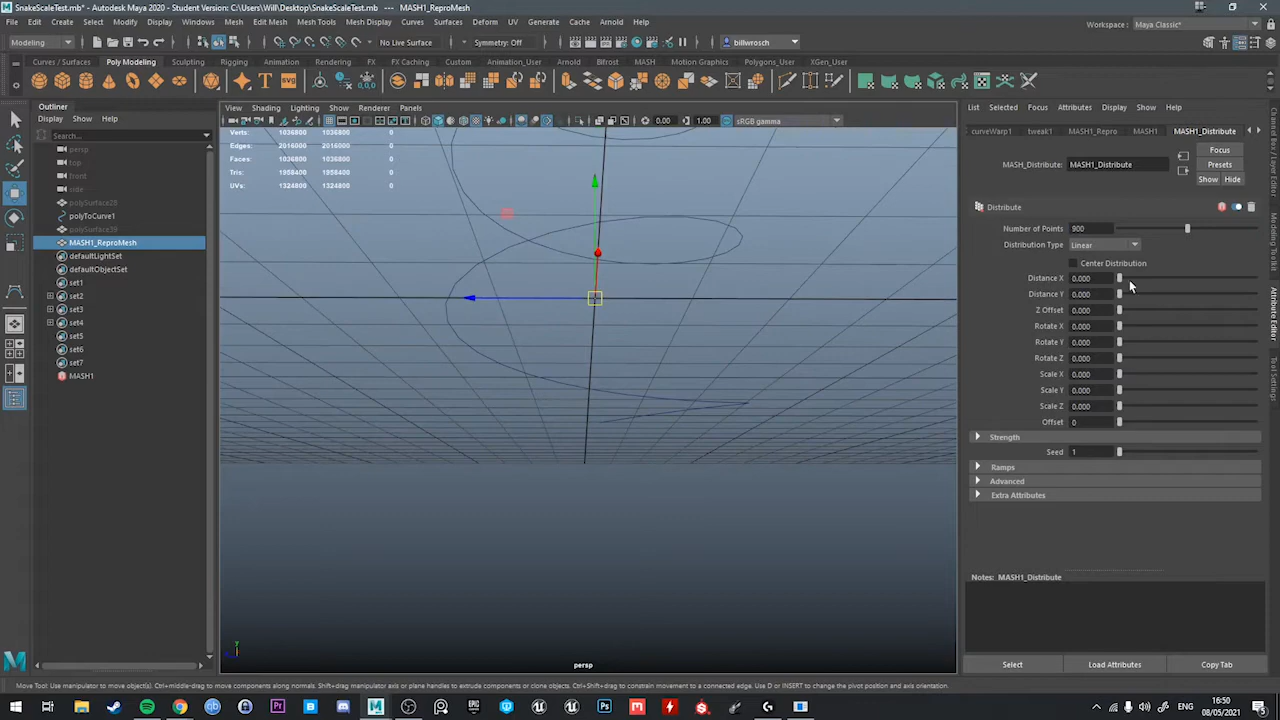 SnakeScaleTest.mb* - Autodesk Maya 2020: C:\Users\Will\Desktop\SnakeScaleTest.mb* --- MASH1_ReproMesh
File Edit Create Select Modify Display Windows Mesh Edit Mesh Mesh Tools Mesh Display Curves Surfaces Deform UV Generate Cache Arnold Help
Workspace : Maya Classic*
Modeling No Live Surface Symmetry: Off billwrosch
Curves / Surfaces Poly Modeling Sculpting Rigging Animation Rendering FX FX Caching Custom Animation_User Arnold Bifrost MASH Motion Graphics Polygons_User XGen_User
Outliner
Display Show Help
Search...
persp
top
front
side
polySurface28
polyToCurve1
polySurface39
MASH1_ReproMesh
defaultLightSet
defaultObjectSet
set1
set2
set3
set4
set5
set6
set7
MASH1
View Shading Lighting Show Renderer Panels
0.00 1.00 sRGB gamma
Verts: 1036800 1036800 0
Edges: 2016000 2016000 0
Faces: 1036800 1036800 0
Tris: 1958400 1958400 0
UVs: 1324800 1324800 0
y
persp
List Selected Focus Attributes Display Show Help
curveWarp1 tweak1 MASH1_Repro MASH1 MASH1_Distribute
Focus
MASH_Distribute: MASH1_Distribute Presets
Show Hide
Distribute
Number of Points 900
Distribution Type Linear
Center Distribution
Distance X 0.000
Distance Y 0.000
Z Offset 0.000
Rotate X 0.000
Rotate Y 0.000
Rotate Z 0.000
Scale X 0.000
Scale Y 0.000
Scale Z 0.000
Offset 0
Strength
Seed 1
Ramps
Advanced
Extra Attributes
Notes: MASH1_Distribute
Select Load Attributes Copy Tab
Channel Box / Layer Editor
Modeling Toolkit
Attribute Editor
Tool Settings
Move Tool: Use manipulator to move object(s). Ctrl+middle-drag to move components along normals. Shift+drag manipulator axis or plane handles to extrude components or clone objects. Ctrl+Shift+drag to constrain movement to a connected edge. Use D or INSERT to change the pivot position and axis orientation.
16:50
08/05/2021